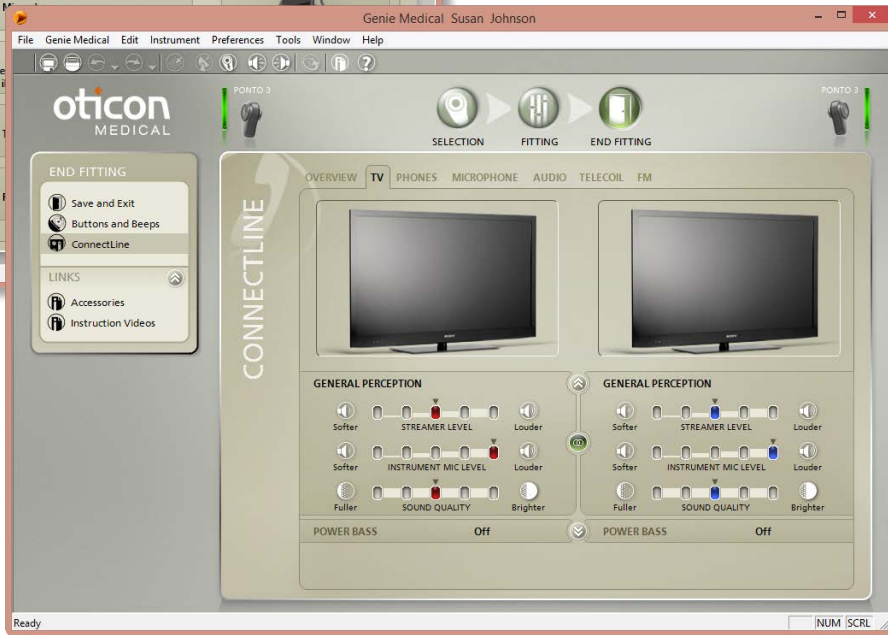 Genie Medical Susan Johnson
File Genie Medical Edit Instrument Preferences Tools Window Help
oticon
MEDICAL
PONTO 3
PONTO 3
SELECTION FITTING END FITTING
END FITTING
Save and Exit
Buttons and Beeps
ConnectLine
LINKS
Accessories
Instruction Videos
CONNECTLINE
OVERVIEW TV PHONES MICROPHONE AUDIO TELECOIL FM
SONY
SONY
GENERAL PERCEPTION GENERAL PERCEPTION
Softer STREAMER LEVEL Louder Softer STREAMER LEVEL Louder
Softer INSTRUMENT MIC LEVEL Louder Softer INSTRUMENT MIC LEVEL Louder
Fuller SOUND QUALITY Brighter Fuller SOUND QUALITY Brighter
POWER BASS Off POWER BASS Off
Ready NUM SCRL